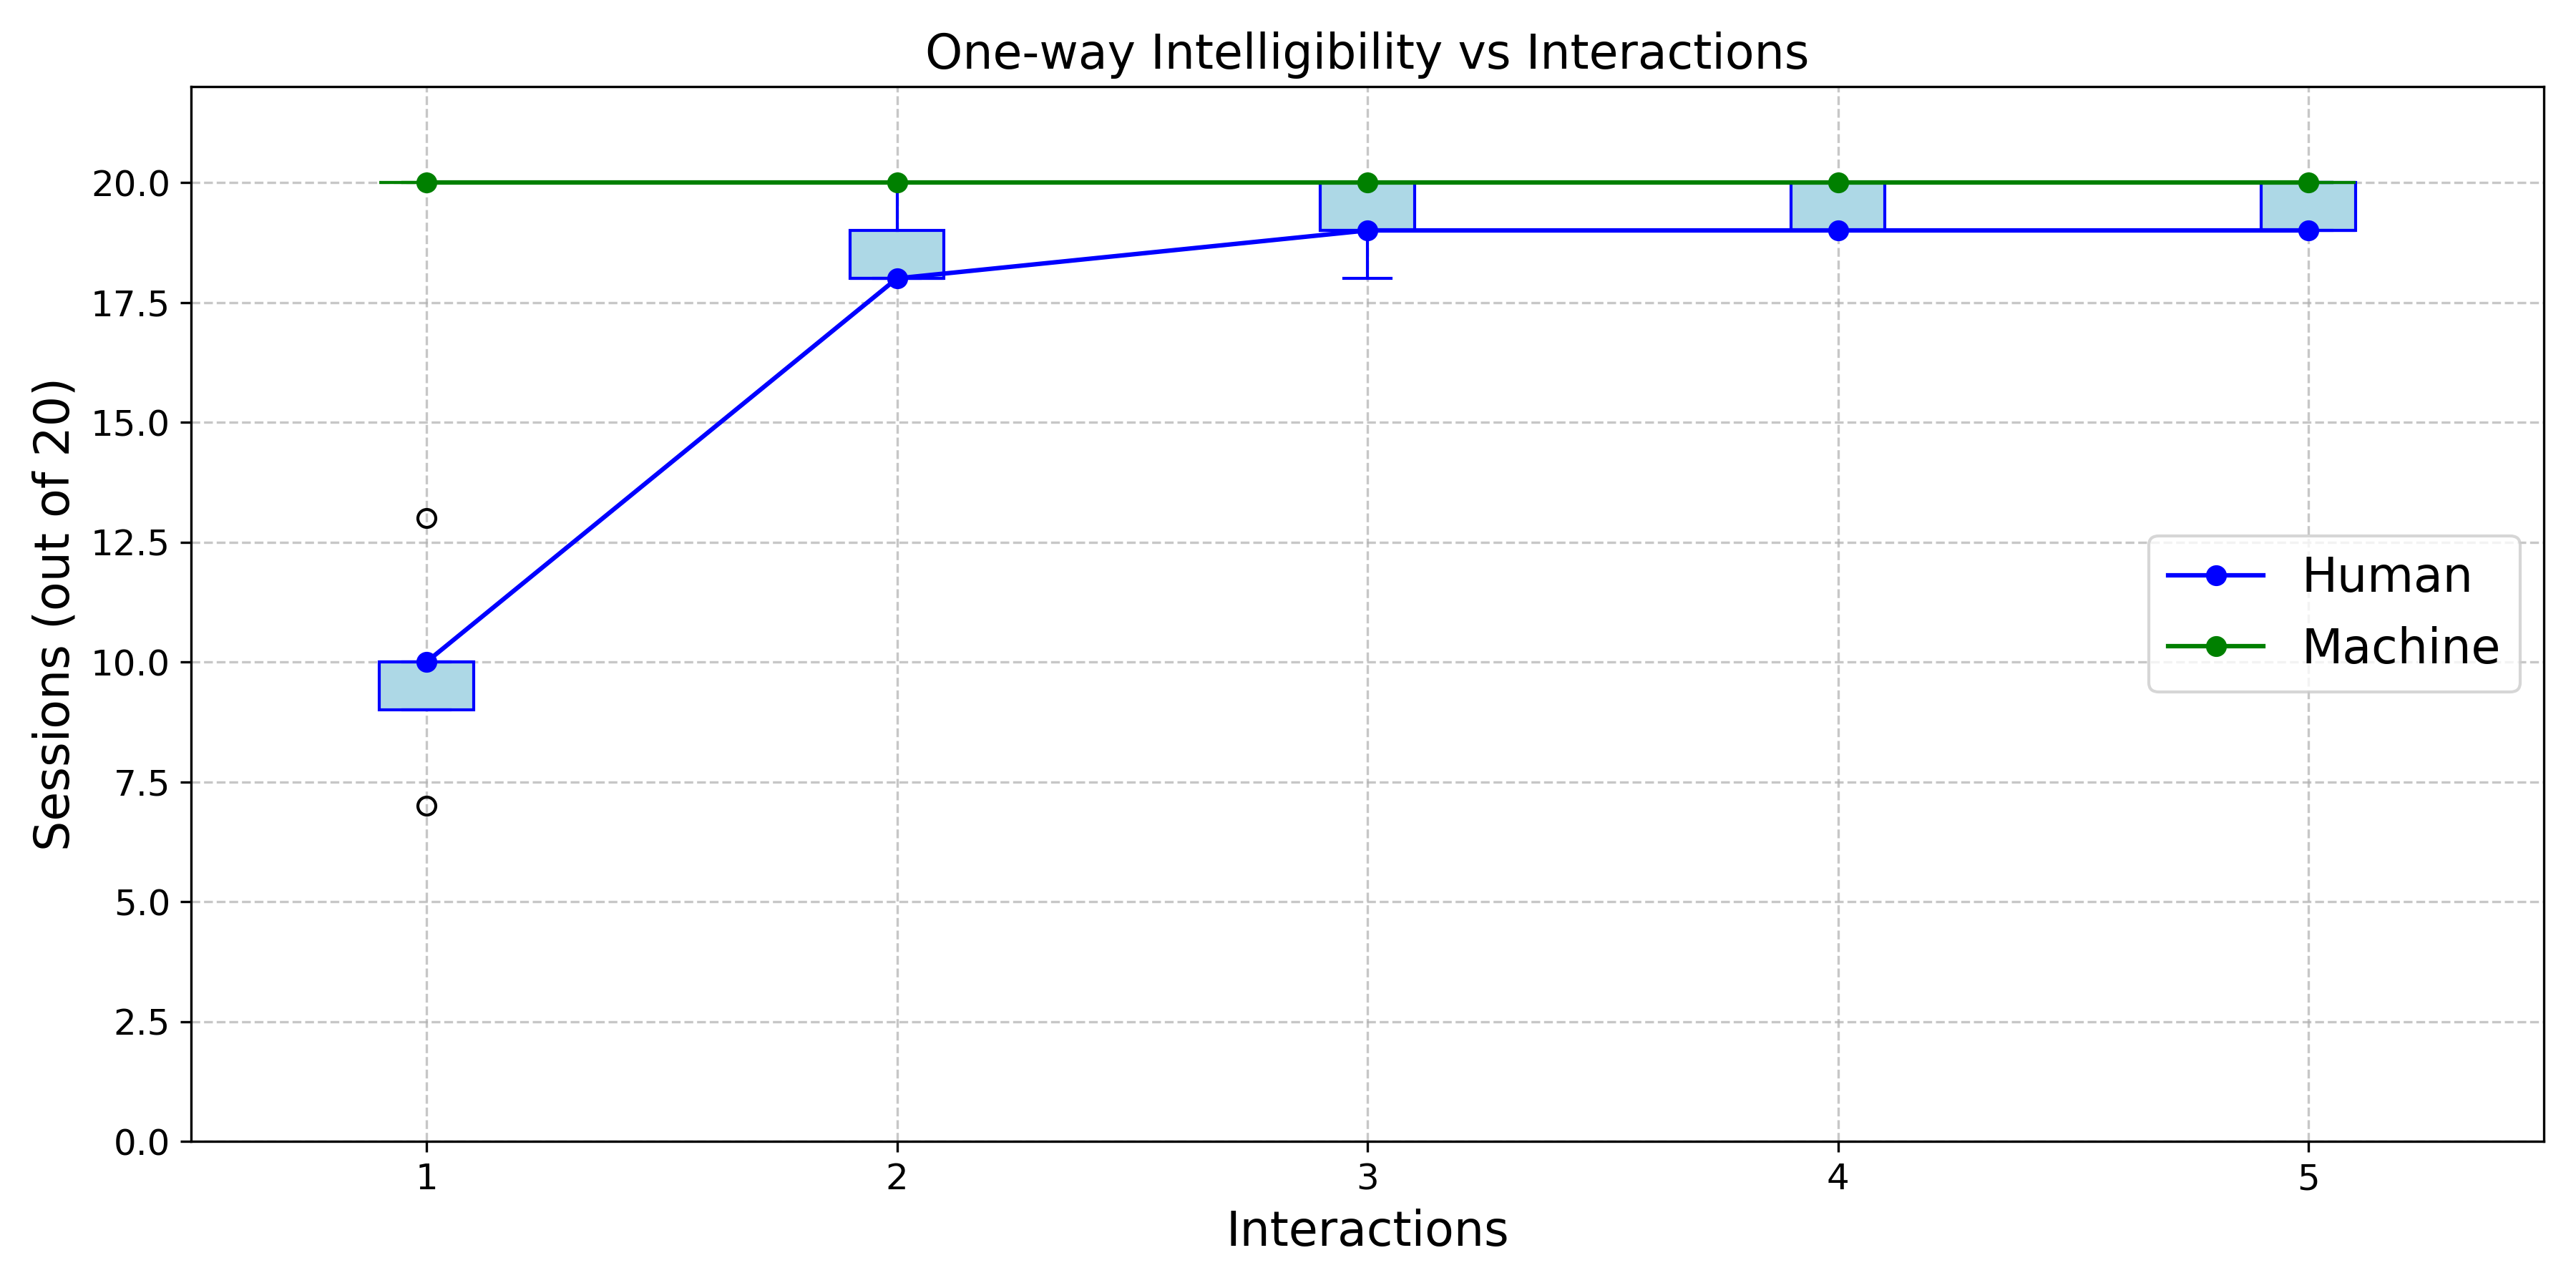 One-way Intelligibility vs Interactions
Sessions (out of 20)
20.0
17.5
15.0
12.5
10.0
7.5
5.0
2.5
0.0
Human
Machine
1 2 3 4 5
Interactions